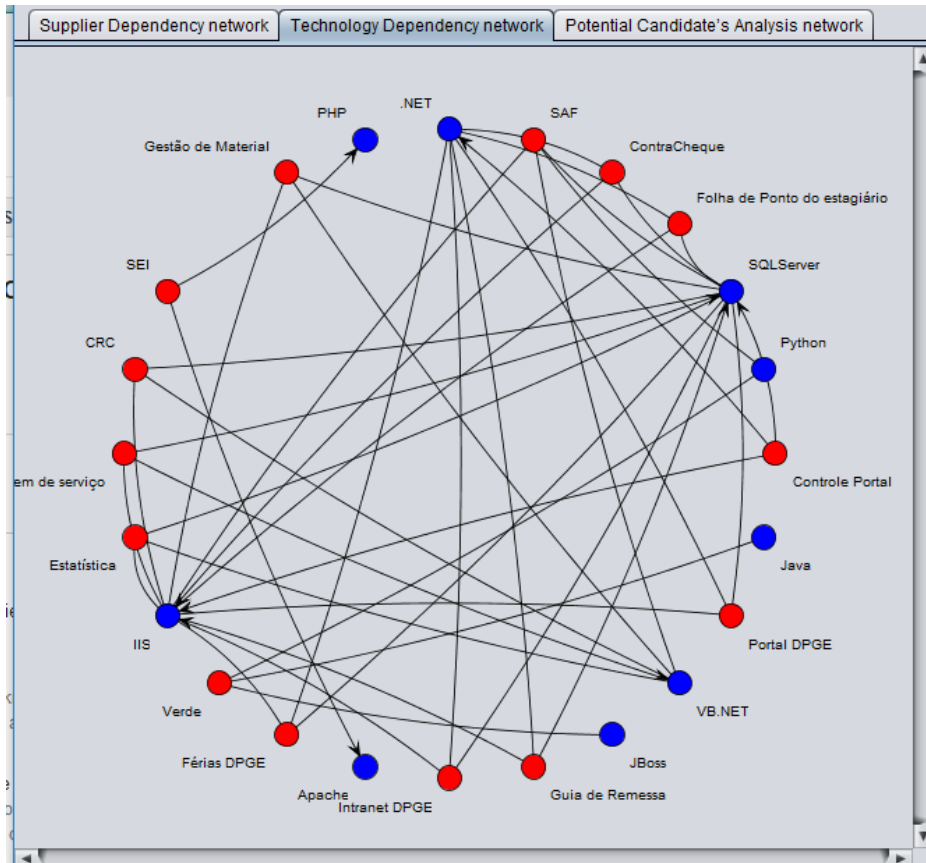 Supplier Dependency network
Technology Dependency network
Potential Candidate's Analysis network
PHP
.NET
SAF
Gestão de Material
ContraCheque
Folha de Ponto do estagiário
SEI
SQLServer
CRC
Python
em de serviço
Controle Portal
Estatística
Java
IIS
Portal DPGE
Verde
VB.NET
Férias DPGE
JBoss
Apache
Intranet DPGE
Guia de Remessa